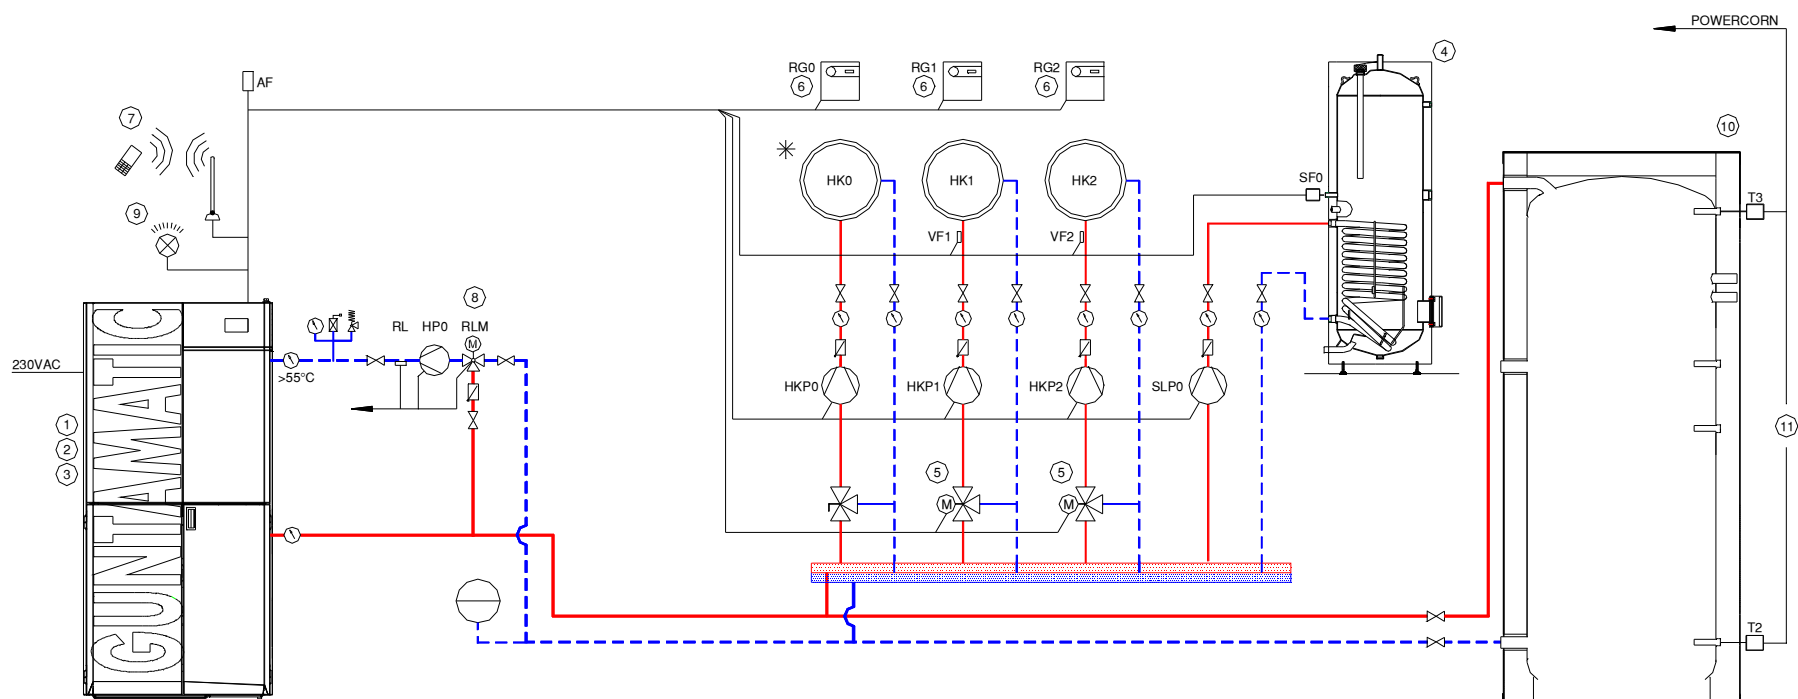 POWERCORN
4
RG0
RG1
RG2
6
6
6
AF
7
10
HK0
HK1
HK2
SF0
T3
9
VF1
VF2
8
RL
HP0
RLM
M
230VAC
>55°C
HKP0
HKP1
HKP2
SLP0
1
2
3
11
5
5
M
M
T2
GUNTAMATIC